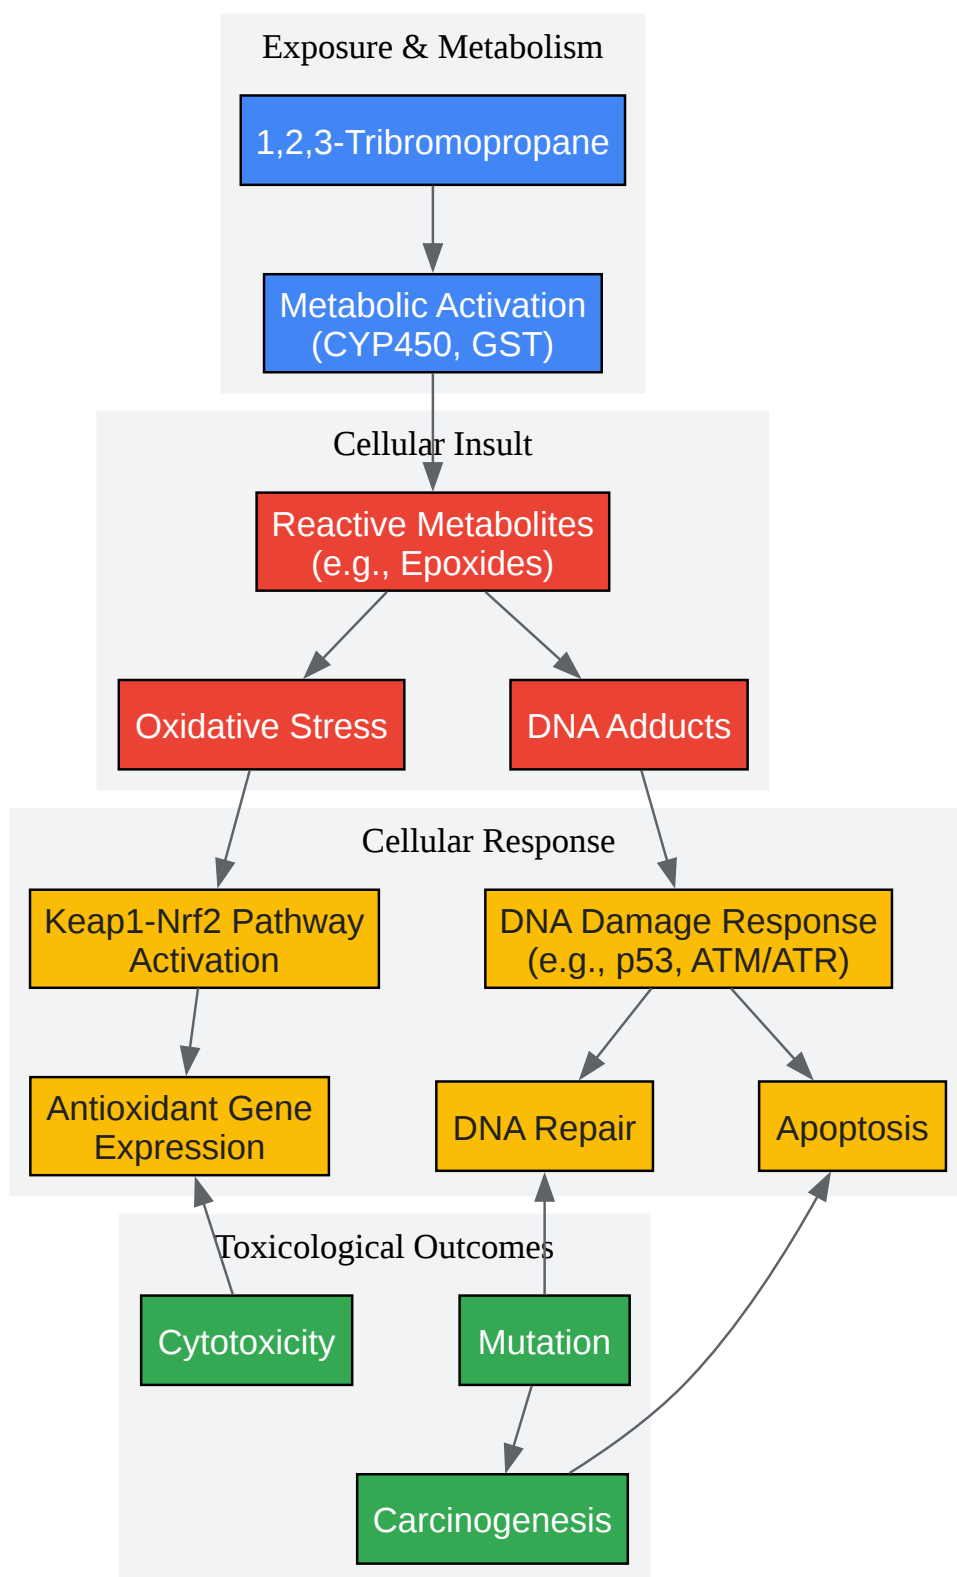 Exposure & Metabolism
1,2,3-Tribromopropane
Metabolic Activation
(CYP450, GST)
Cellular Insult
Reactive Metabolites
(e.g., Epoxides)
Oxidative Stress
DNA Adducts
Cellular Response
Keap1-Nrf2 Pathway
Activation
DNA Damage Response
(e.g., p53, ATM/ATR)
Antioxidant Gene
Expression
DNA Repair
Apoptosis
Toxicological Outcomes
Cytotoxicity
Mutation
Carcinogenesis